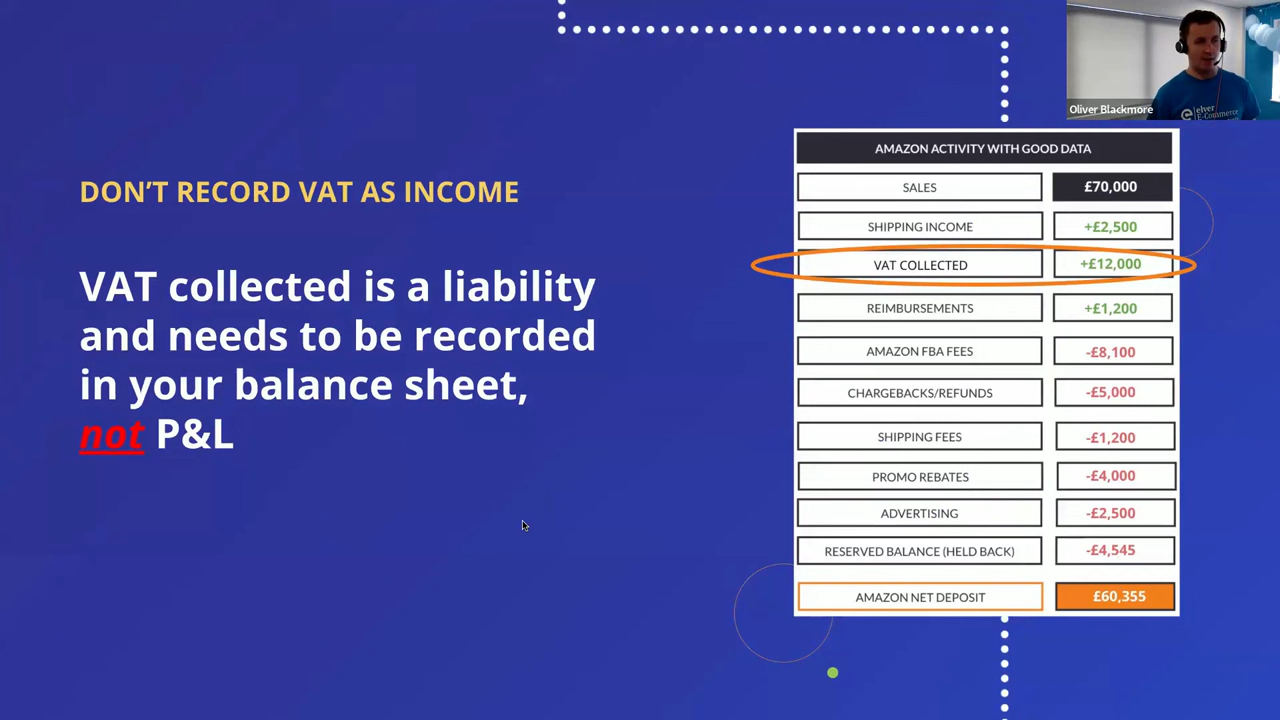 Oliver Blackmore
elver
E-Commerce
DON’T RECORD VAT AS INCOME
VAT collected is a liability
and needs to be recorded
in your balance sheet,
not P&L
AMAZON ACTIVITY WITH GOOD DATA
SALES £70,000
SHIPPING INCOME +£2,500
VAT COLLECTED +£12,000
REIMBURSEMENTS +£1,200
AMAZON FBA FEES -£8,100
CHARGEBACKS/REFUNDS -£5,000
SHIPPING FEES -£1,200
PROMO REBATES -£4,000
ADVERTISING -£2,500
RESERVED BALANCE (HELD BACK) -£4,545
AMAZON NET DEPOSIT £60,355